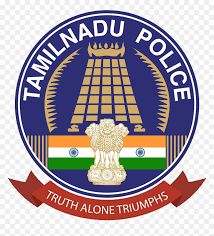 TAMILNADU POLICE
TRUTH ALONE TRIUMPHS